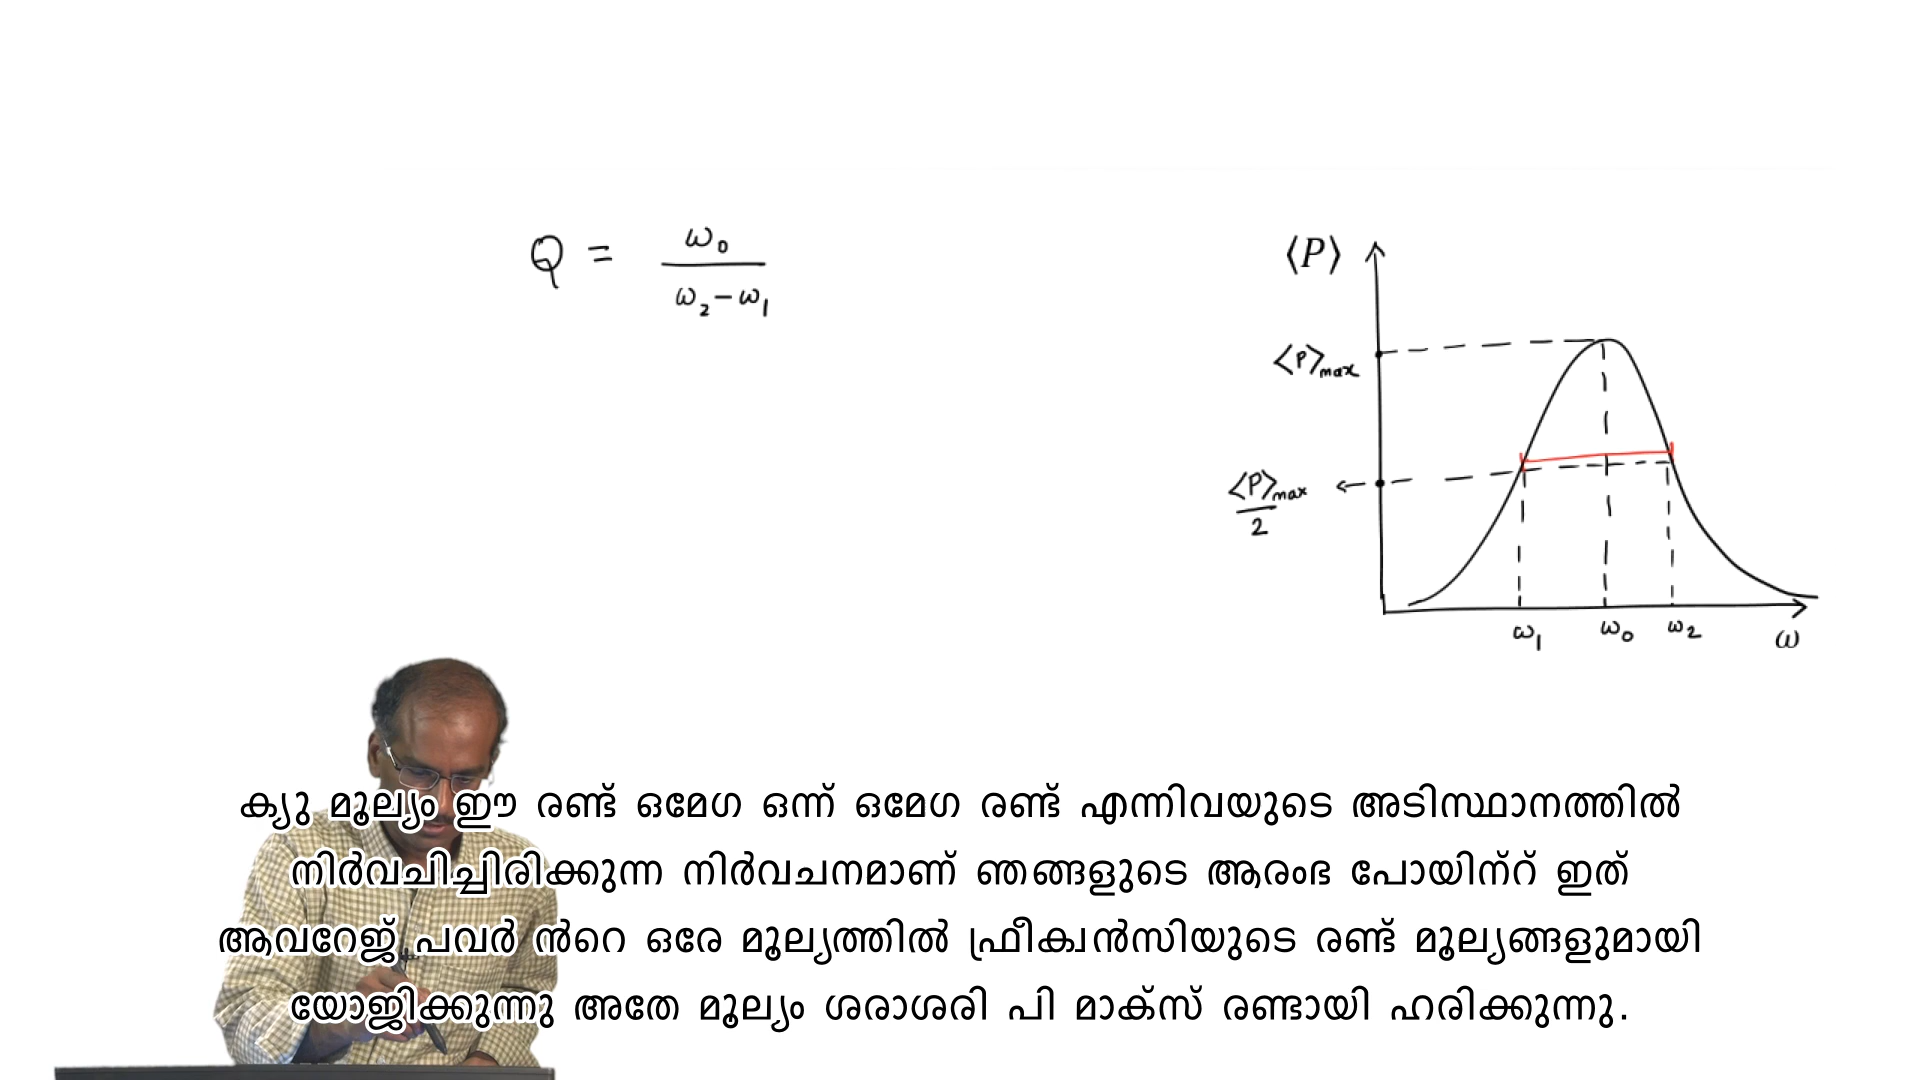 Q = ω₀ / (ω₂ − ω₁)
⟨P⟩
⟨P⟩max
⟨P⟩max / 2
ω₁ ω₀ ω₂ ω
ക്യു മൂല്യം ഈ രണ്ട് ഒമേഗ ഒന്ന് ഒമേഗ രണ്ട് എന്നിവയുടെ അടിസ്ഥാനത്തിൽ
നിർവചിച്ചിരിക്കുന്ന നിർവചനമാണ് ഞങ്ങളുടെ ആരംഭ പോയിന്റ് ഇത്
ആവറേജ് പവർ ൻറെ ഒരേ മൂല്യത്തിൽ ഫ്രീക്വൻസിയുടെ രണ്ട് മൂല്യങ്ങളുമായി
യോജിക്കുന്നു അതേ മൂല്യം ശരാശരി പി മാക്സ് രണ്ടായി ഹരിക്കുന്നു.